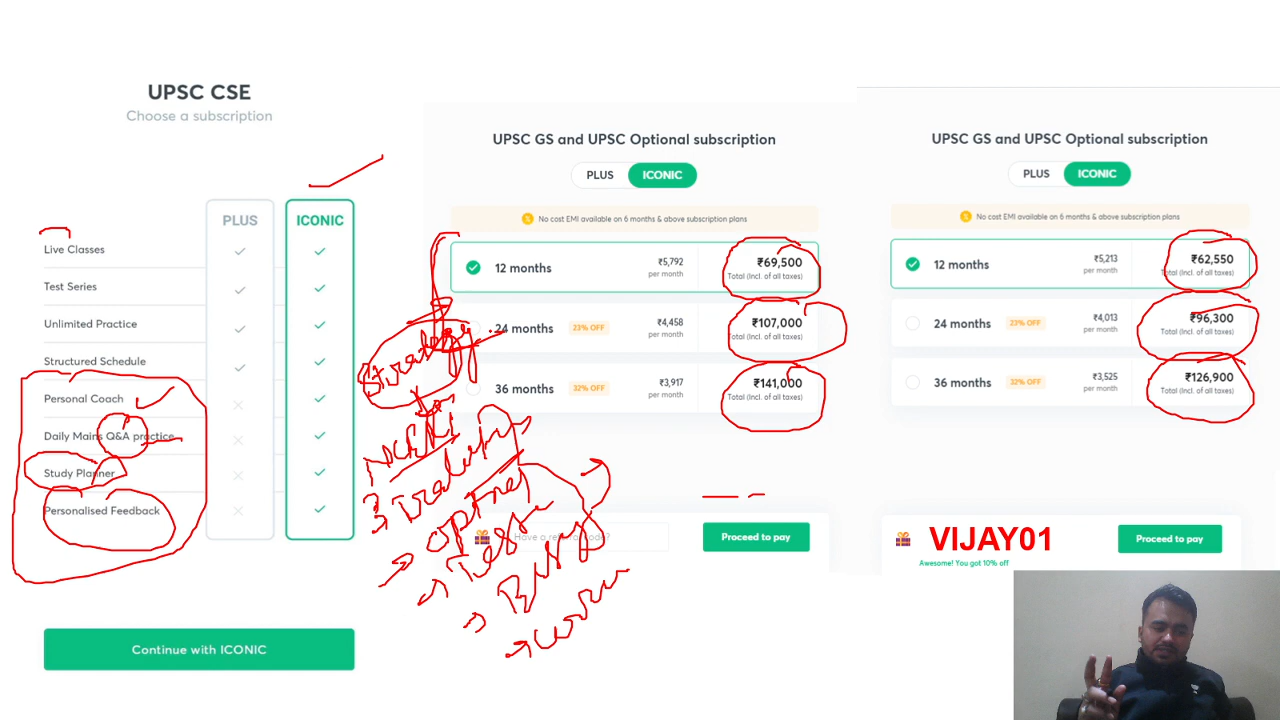 UPSC CSE
Choose a subscription
PLUS ICONIC
Live Classes
Test Series
Unlimited Practice
Structured Schedule
Personal Coach
Daily Mains Q&A practice
Study Planner
Personalised Feedback
Continue with ICONIC
UPSC GS and UPSC Optional subscription
PLUS ICONIC
No cost EMI available on 6 months & above subscription plans
12 months ₹5,792 per month ₹69,500 Total (Incl. of all taxes)
24 months 23% OFF ₹4,458 per month ₹107,000 Total (Incl. of all taxes)
36 months 32% OFF ₹3,917 per month ₹141,000 Total (Incl. of all taxes)
Strategy
NCERT
Have a referral code?
Proceed to pay
UPSC GS and UPSC Optional subscription
PLUS ICONIC
No cost EMI available on 6 months & above subscription plans
12 months ₹5,213 per month ₹62,550 Total (Incl. of all taxes)
24 months 23% OFF ₹4,013 per month ₹96,300 Total (Incl. of all taxes)
36 months 32% OFF ₹3,525 per month ₹126,900 Total (Incl. of all taxes)
VIJAY01
Proceed to pay
Awesome! You got 10% off